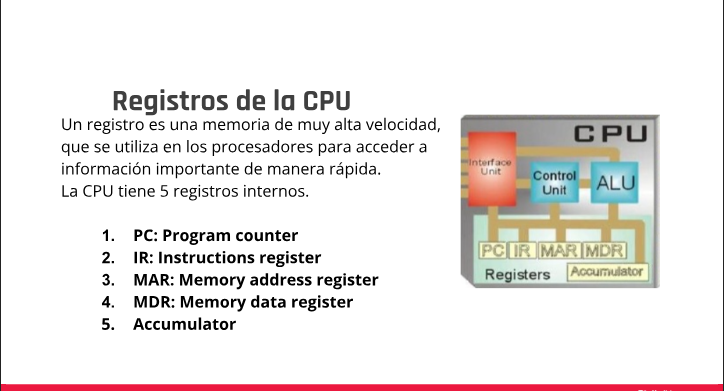 Registros de la CPU
Un registro es una memoria de muy alta velocidad,
que se utiliza en los procesadores para acceder a
información importante de manera rápida.
La CPU tiene 5 registros internos.
1. PC: Program counter
2. IR: Instructions register
3. MAR: Memory address register
4. MDR: Memory data register
5. Accumulator
CPU
Interface
Unit
Control
Unit
ALU
PC IR MAR MDR
Registers
Accumulator